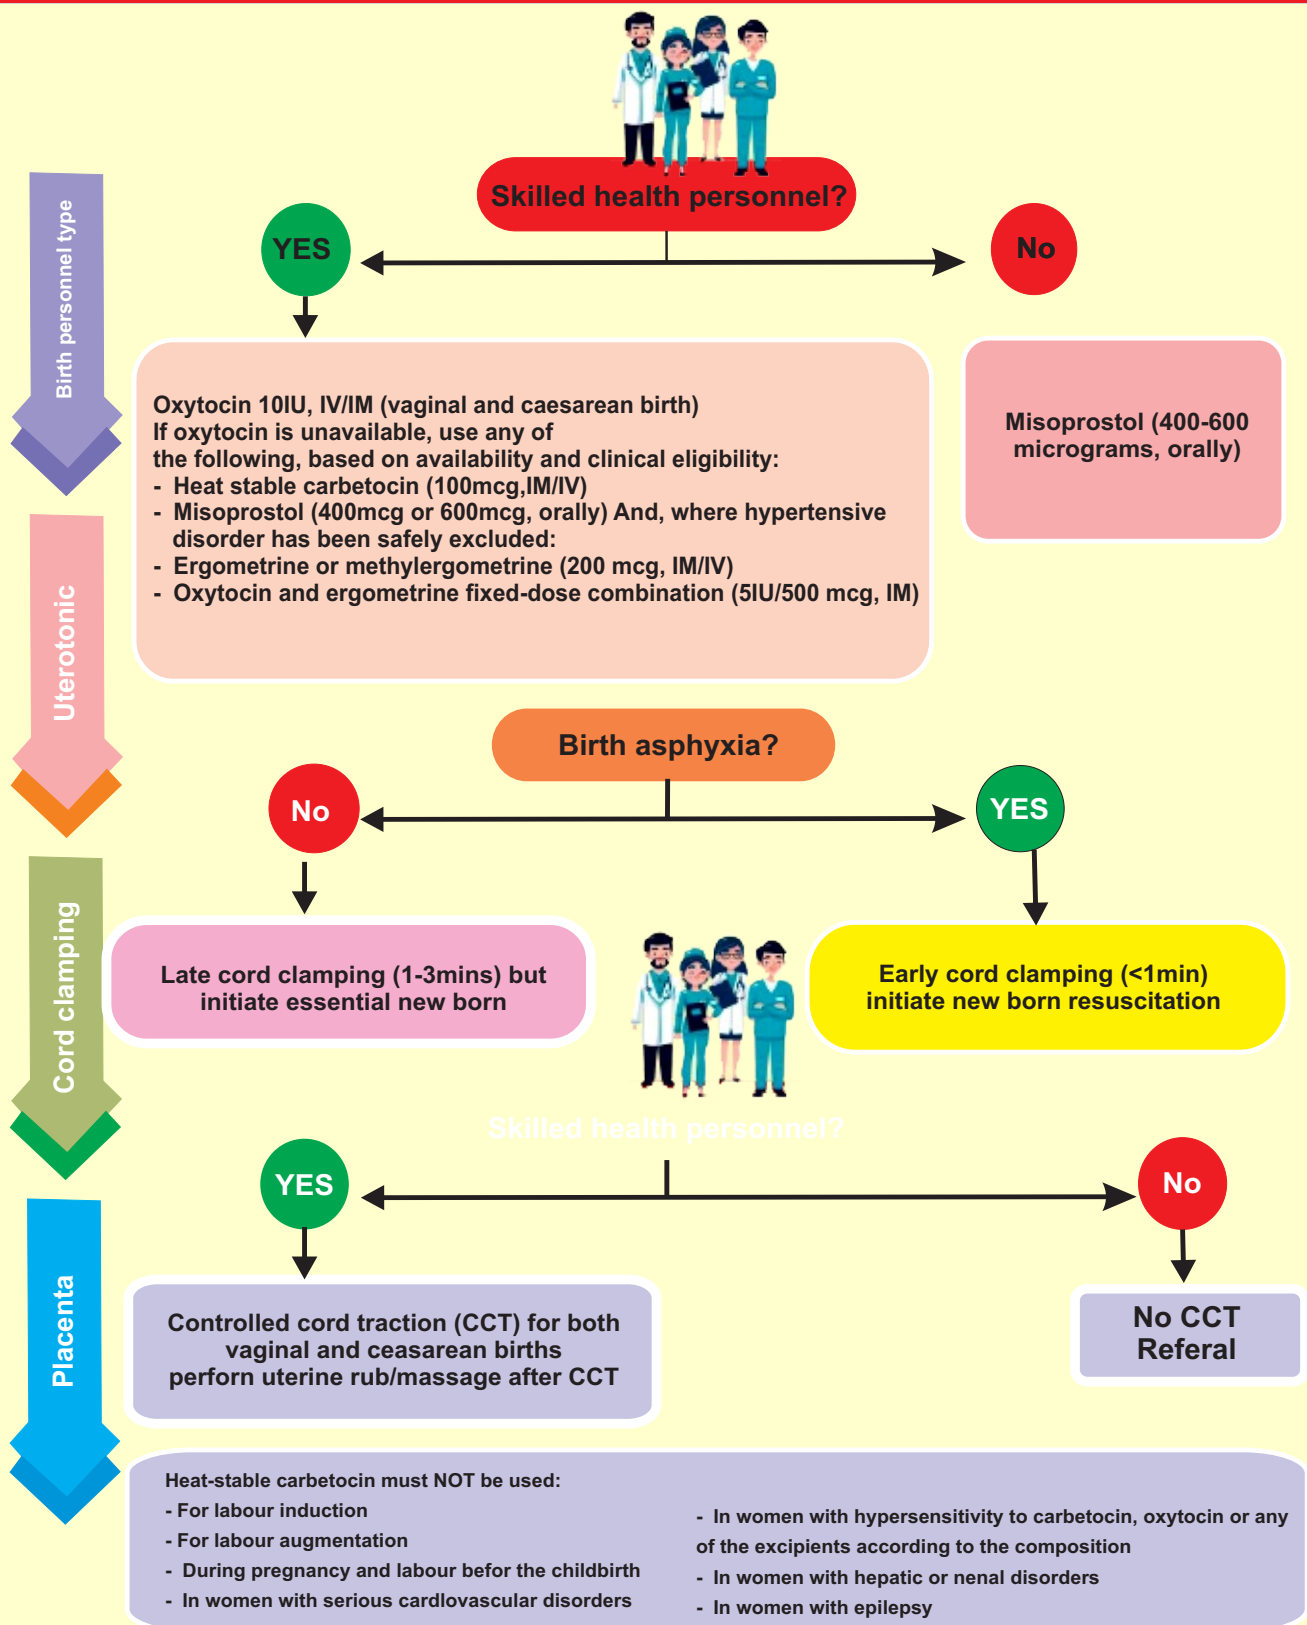 Skilled health personnel?
YES
No
Birth personnel type
Oxytocin 10IU, IV/IM (vaginal and caesarean birth)
If oxytocin is unavailable, use any of
the following, based on availability and clinical eligibility:
- Heat stable carbetocin (100mcg,IM/IV)
- Misoprostol (400mcg or 600mcg, orally) And, where hypertensive
disorder has been safely excluded:
- Ergometrine or methylergometrine (200 mcg, IM/IV)
- Oxytocin and ergometrine fixed-dose combination (5IU/500 mcg, IM)
Misoprostol (400-600
micrograms, orally)
Uterotonic
Birth asphyxia?
No
YES
Cord clamping
Late cord clamping (1-3mins) but
initiate essential new born
Early cord clamping (<1min)
initiate new born resuscitation
Skilled health personnel?
YES
No
Placenta
Controlled cord traction (CCT) for both
vaginal and ceasarean births
perforn uterine rub/massage after CCT
No CCT
Referal
Heat-stable carbetocin must NOT be used:
- For labour induction
- For labour augmentation
- During pregnancy and labour befor the childbirth
- In women with serious cardlovascular disorders
- In women with hypersensitivity to carbetocin, oxytocin or any
of the excipients according to the composition
- In women with hepatic or nenal disorders
- In women with epilepsy